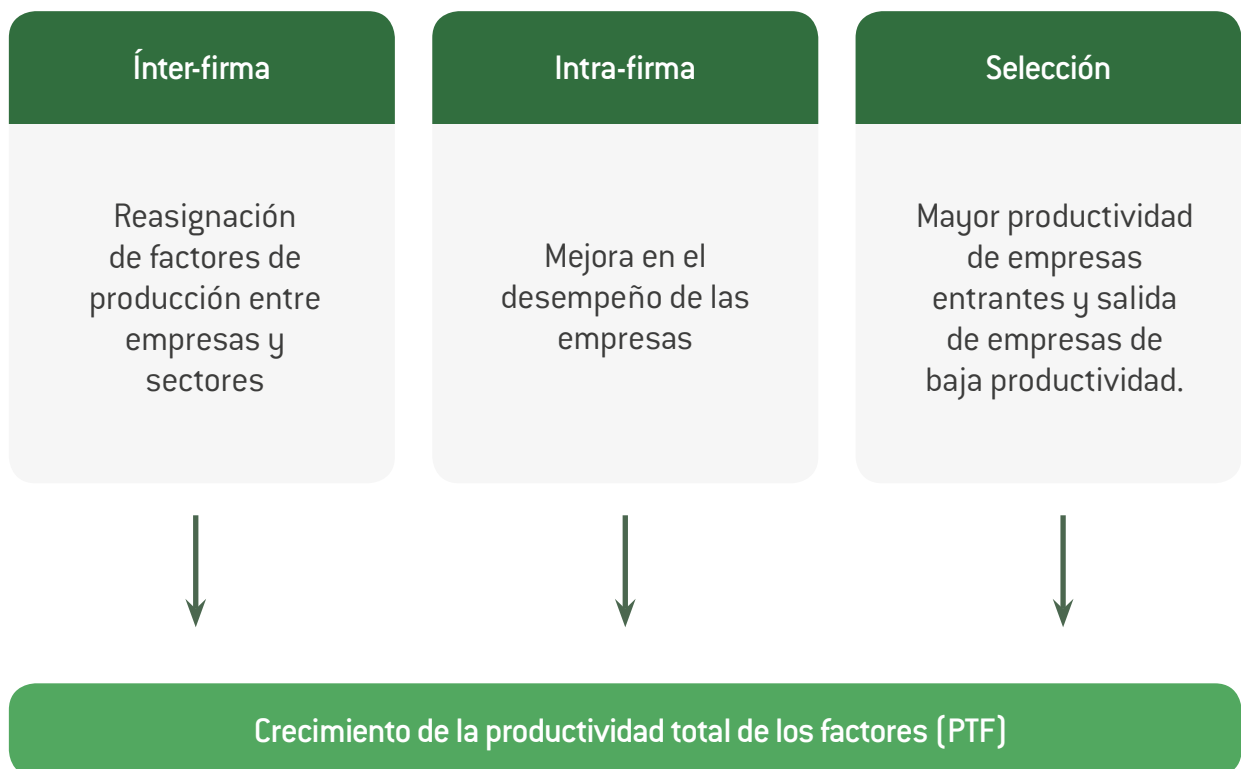 Ínter-firma
Reasignación
de factores de
producción entre
empresas y
sectores
Intra-firma
Mejora en el
desempeño de las
empresas
Selección
Mayor productividad
de empresas
entrantes y salida
de empresas de
baja productividad.
Crecimiento de la productividad total de los factores (PTF)